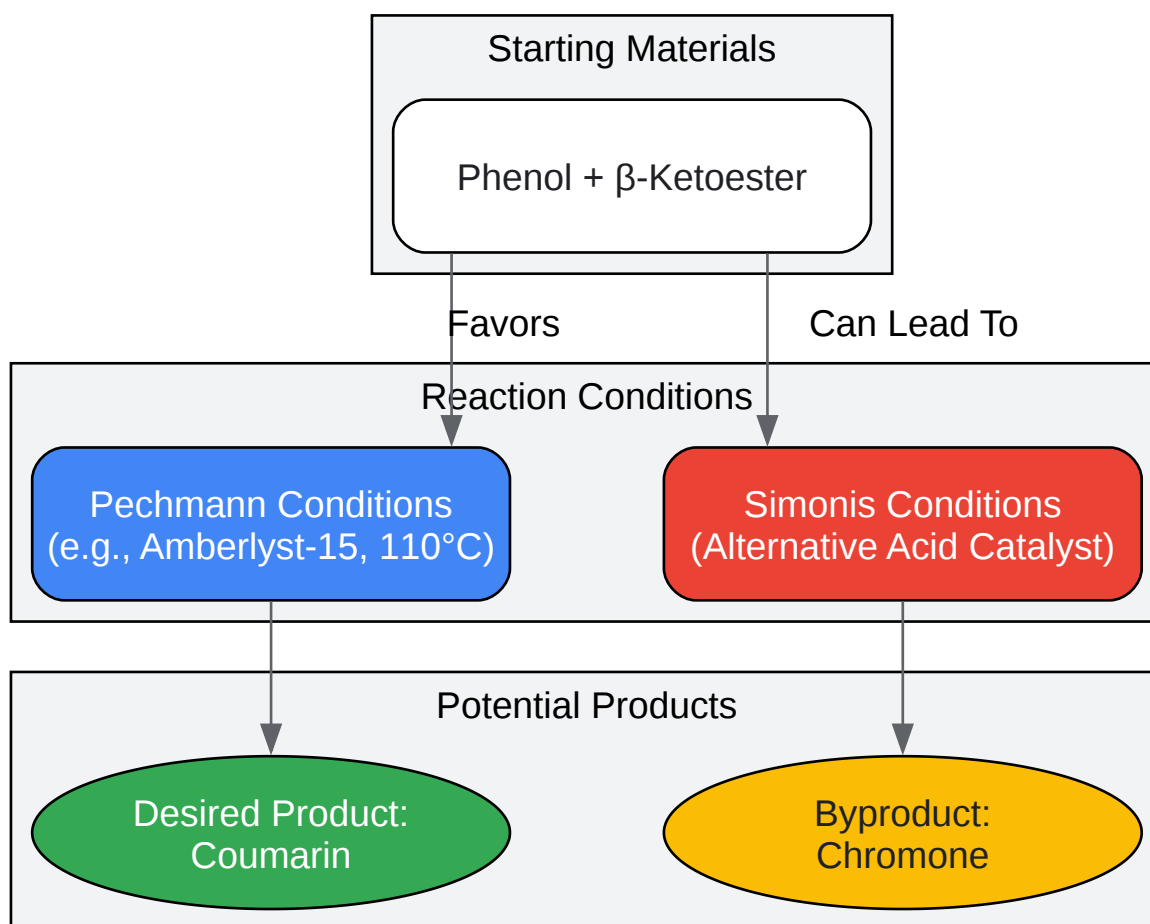 Starting Materials
Phenol + β-Ketoester
Favors
Can Lead To
Reaction Conditions
Pechmann Conditions
(e.g., Amberlyst-15, 110°C)
Simonis Conditions
(Alternative Acid Catalyst)
Potential Products
Desired Product:
Coumarin
Byproduct:
Chromone